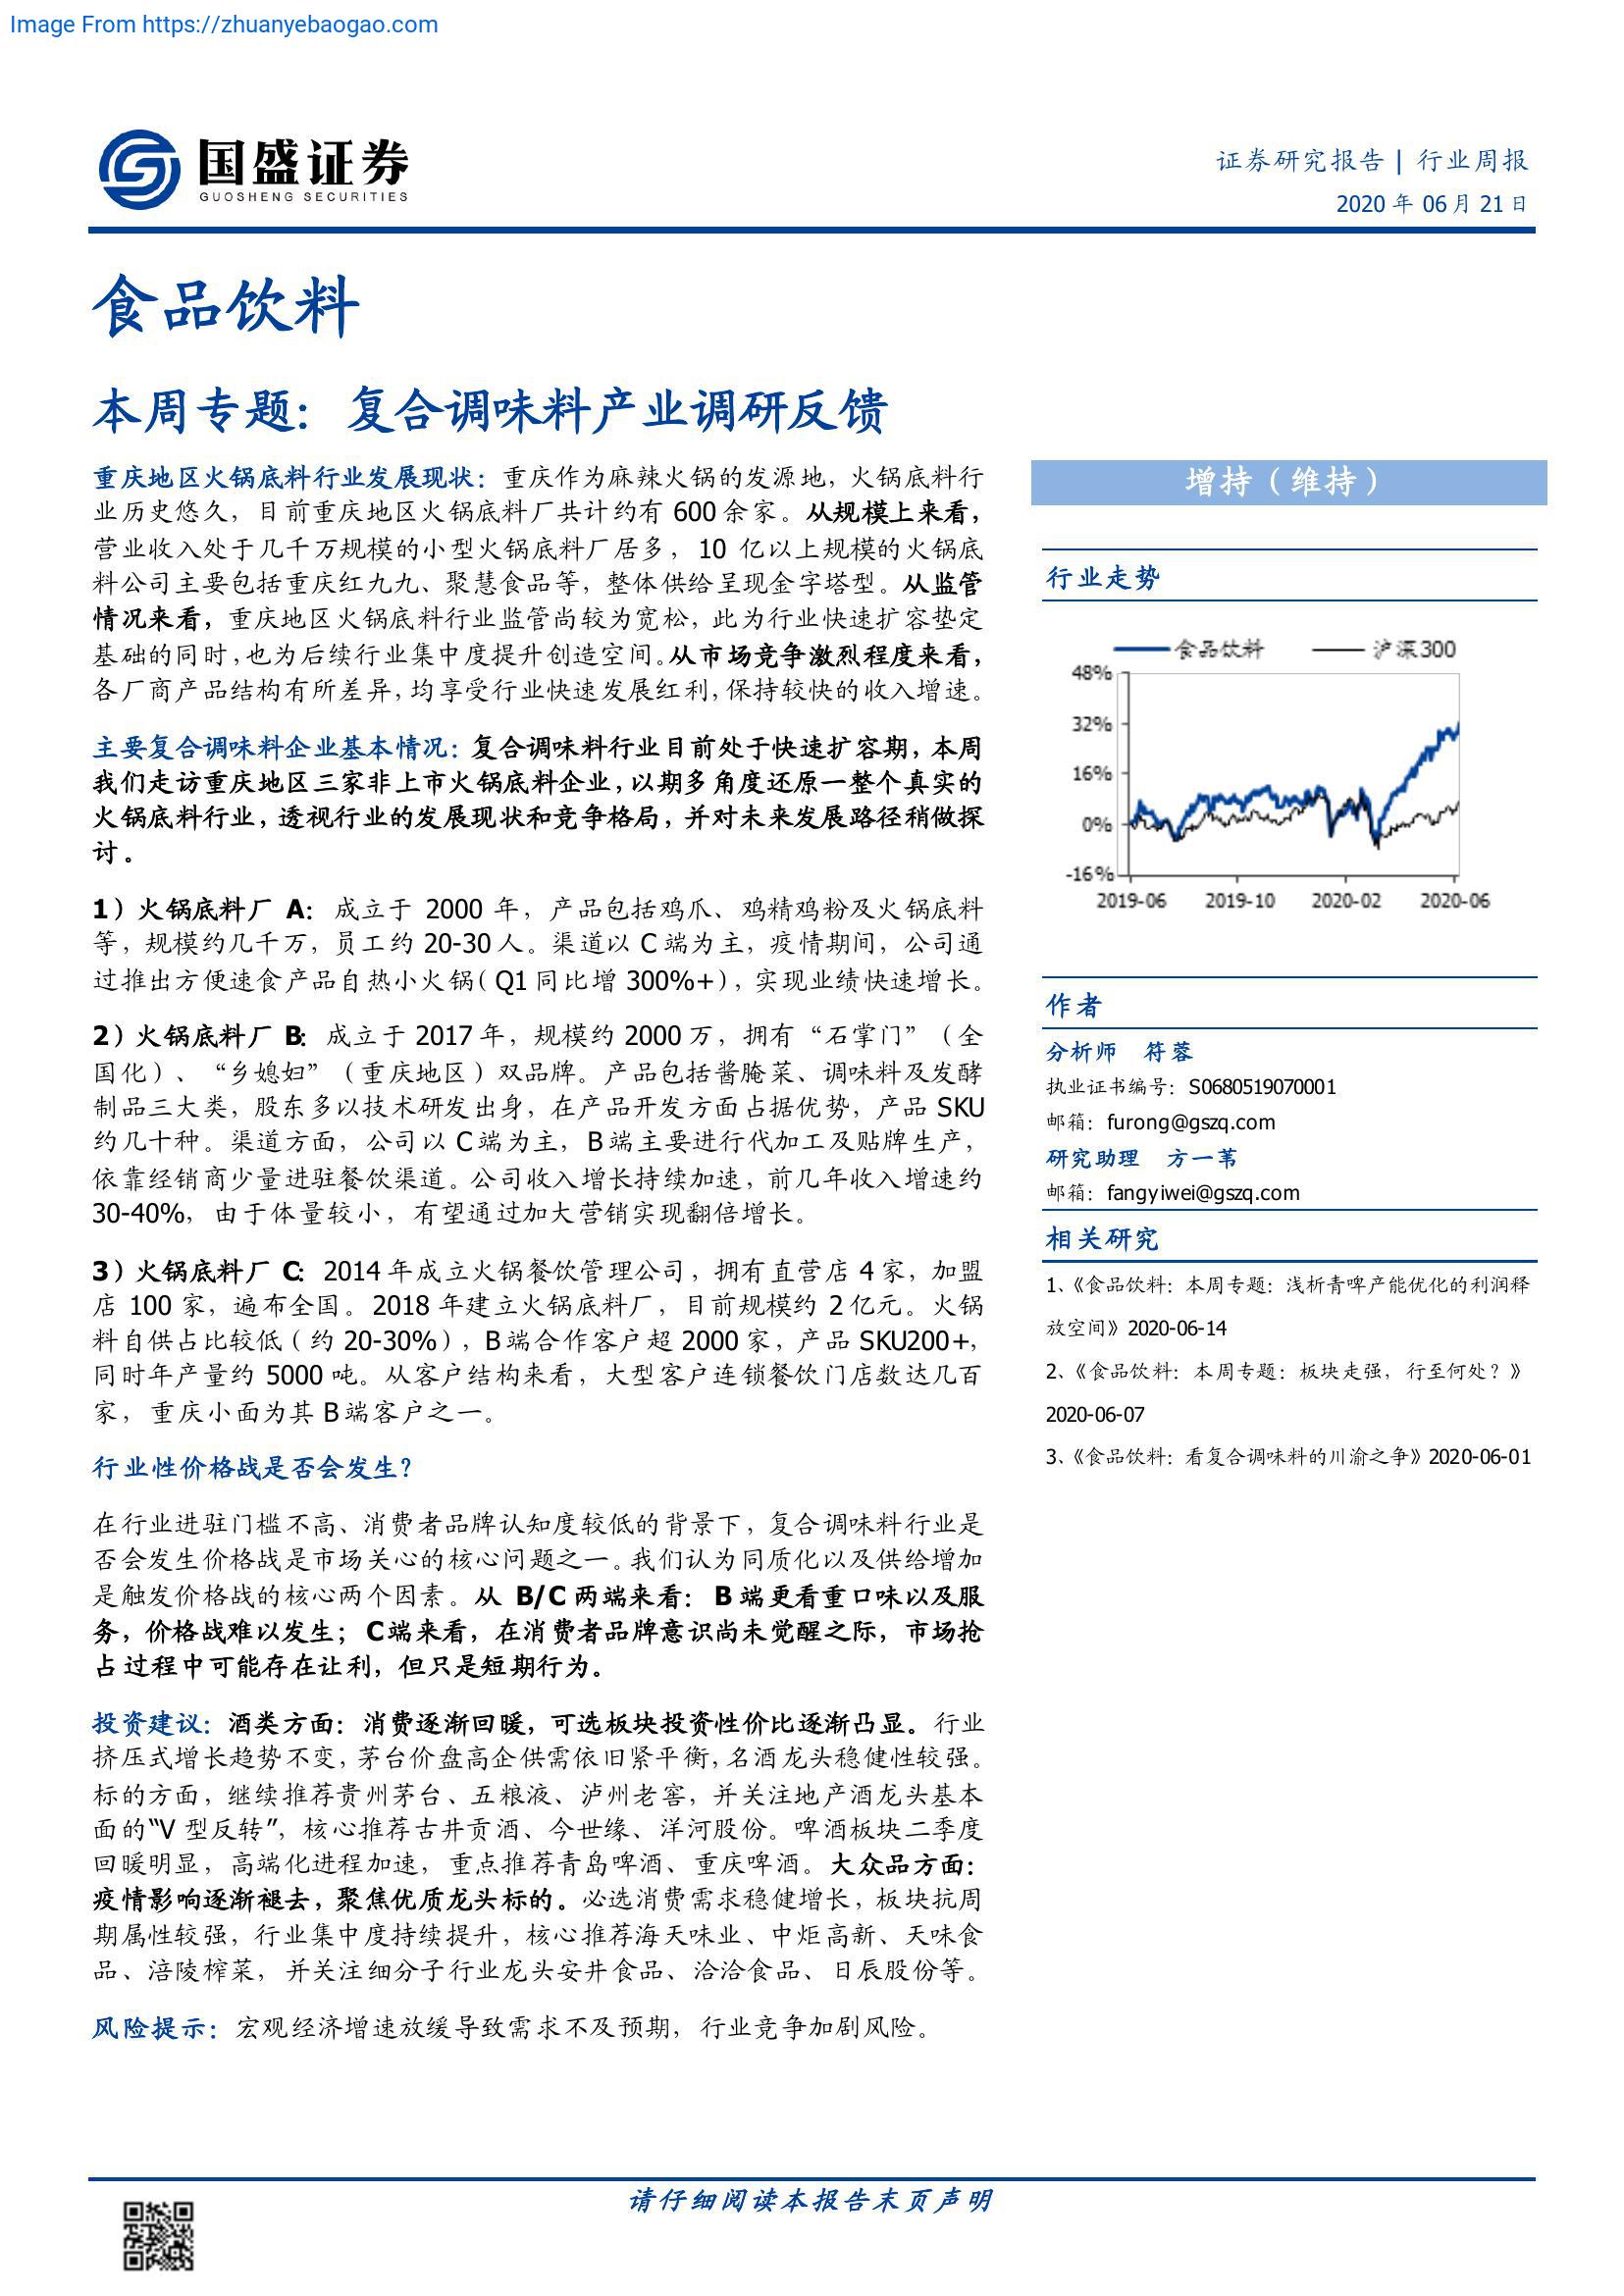 Image From https://zhuanyebaogao.com
国盛证券
GUOSHENG SECURITIES
证券研究报告| 行业周报
2020 年 06月 21日
食品饮料
本周专题：复合调味料产业调研反馈
重庆地区火锅底料行业发展现状：重庆作为麻辣火锅的发源地，火锅底料行
业历史悠久，目前重庆地区火锅底料厂共计约有 600 余家。从规模上来看，
营业收入处于几千万规模的小型火锅底料厂居多，10 亿以上规模的火锅底
料公司主要包括重庆红九九、聚慧食品等，整体供给呈现金字塔型。从监管
情况来看，重庆地区火锅底料行业监管尚较为宽松，此为行业快速扩容垫定
基础的同时，也为后续行业集中度提升创造空间。从市场竞争激烈程度来看，
各厂商产品结构有所差异，均享受行业快速发展红利，保持较快的收入增速。
主要复合调味料企业基本情况：复合调味料行业目前处于快速扩容期，本周
我们走访重庆地区三家非上市火锅底料企业，以期多角度还原一整个真实的
火锅底料行业，透视行业的发展现状和竞争格局，并对未来发展路径稍做探
讨。
1）火锅底料厂 A：成立于 2000 年，产品包括鸡爪、鸡精鸡粉及火锅底料
等，规模约几千万，员工约 20-30 人。渠道以 C 端为主，疫情期间，公司通
过推出方便速食产品自热小火锅（Q1 同比增 300%+），实现业绩快速增长。
2）火锅底料厂 B：成立于 2017 年，规模约 2000 万，拥有“石掌门”（全
国化）、“乡媳妇”（重庆地区）双品牌。产品包括酱腌菜、调味料及发酵
制品三大类，股东多以技术研发出身，在产品开发方面占据优势，产品 SKU
约几十种。渠道方面，公司以 C 端为主，B 端主要进行代加工及贴牌生产，
依靠经销商少量进驻餐饮渠道。公司收入增长持续加速，前几年收入增速约
30-40%，由于体量较小，有望通过加大营销实现翻倍增长。
3）火锅底料厂 C：2014 年成立火锅餐饮管理公司，拥有直营店 4 家，加盟
店 100 家，遍布全国。2018 年建立火锅底料厂，目前规模约 2 亿元。火锅
料自供占比较低（约 20-30%），B 端合作客户超 2000 家，产品 SKU200+，
同时年产量约 5000 吨。从客户结构来看，大型客户连锁餐饮门店数达几百
家，重庆小面为其 B 端客户之一。
行业性价格战是否会发生？
在行业进驻门槛不高、消费者品牌认知度较低的背景下，复合调味料行业是
否会发生价格战是市场关心的核心问题之一。我们认为同质化以及供给增加
是触发价格战的核心两个因素。从 B/C 两端来看：B 端更看重口味以及服
务，价格战难以发生；C 端来看，在消费者品牌意识尚未觉醒之际，市场抢
占过程中可能存在让利，但只是短期行为。
投资建议：酒类方面：消费逐渐回暖，可选板块投资性价比逐渐凸显。行业
挤压式增长趋势不变，茅台价盘高企供需依旧紧平衡，名酒龙头稳健性较强。
标的方面，继续推荐贵州茅台、五粮液、泸州老窖，并关注地产酒龙头基本
面的“V 型反转”，核心推荐古井贡酒、今世缘、洋河股份。啤酒板块二季度
回暖明显，高端化进程加速，重点推荐青岛啤酒、重庆啤酒。大众品方面：
疫情影响逐渐褪去，聚焦优质龙头标的。必选消费需求稳健增长，板块抗周
期属性较强，行业集中度持续提升，核心推荐海天味业、中炬高新、天味食
品、涪陵榨菜，并关注细分子行业龙头安井食品、洽洽食品、日辰股份等。
风险提示：宏观经济增速放缓导致需求不及预期，行业竞争加剧风险。
增持（维持）
行业走势
食品饮料 沪深300
48%
32%
16%
0%
-16%
2019-06 2019-10 2020-02 2020-06
作者
分析师 符蓉
执业证书编号：S0680519070001
邮箱：furong@gszq.com
研究助理 方一苇
邮箱：fangyiwei@gszq.com
相关研究
1、《食品饮料：本周专题：浅析青啤产能优化的利润释
放空间》2020-06-14
2、《食品饮料：本周专题：板块走强，行至何处？》
2020-06-07
3、《食品饮料：看复合调味料的川渝之争》2020-06-01
请仔细阅读本报告末页声明